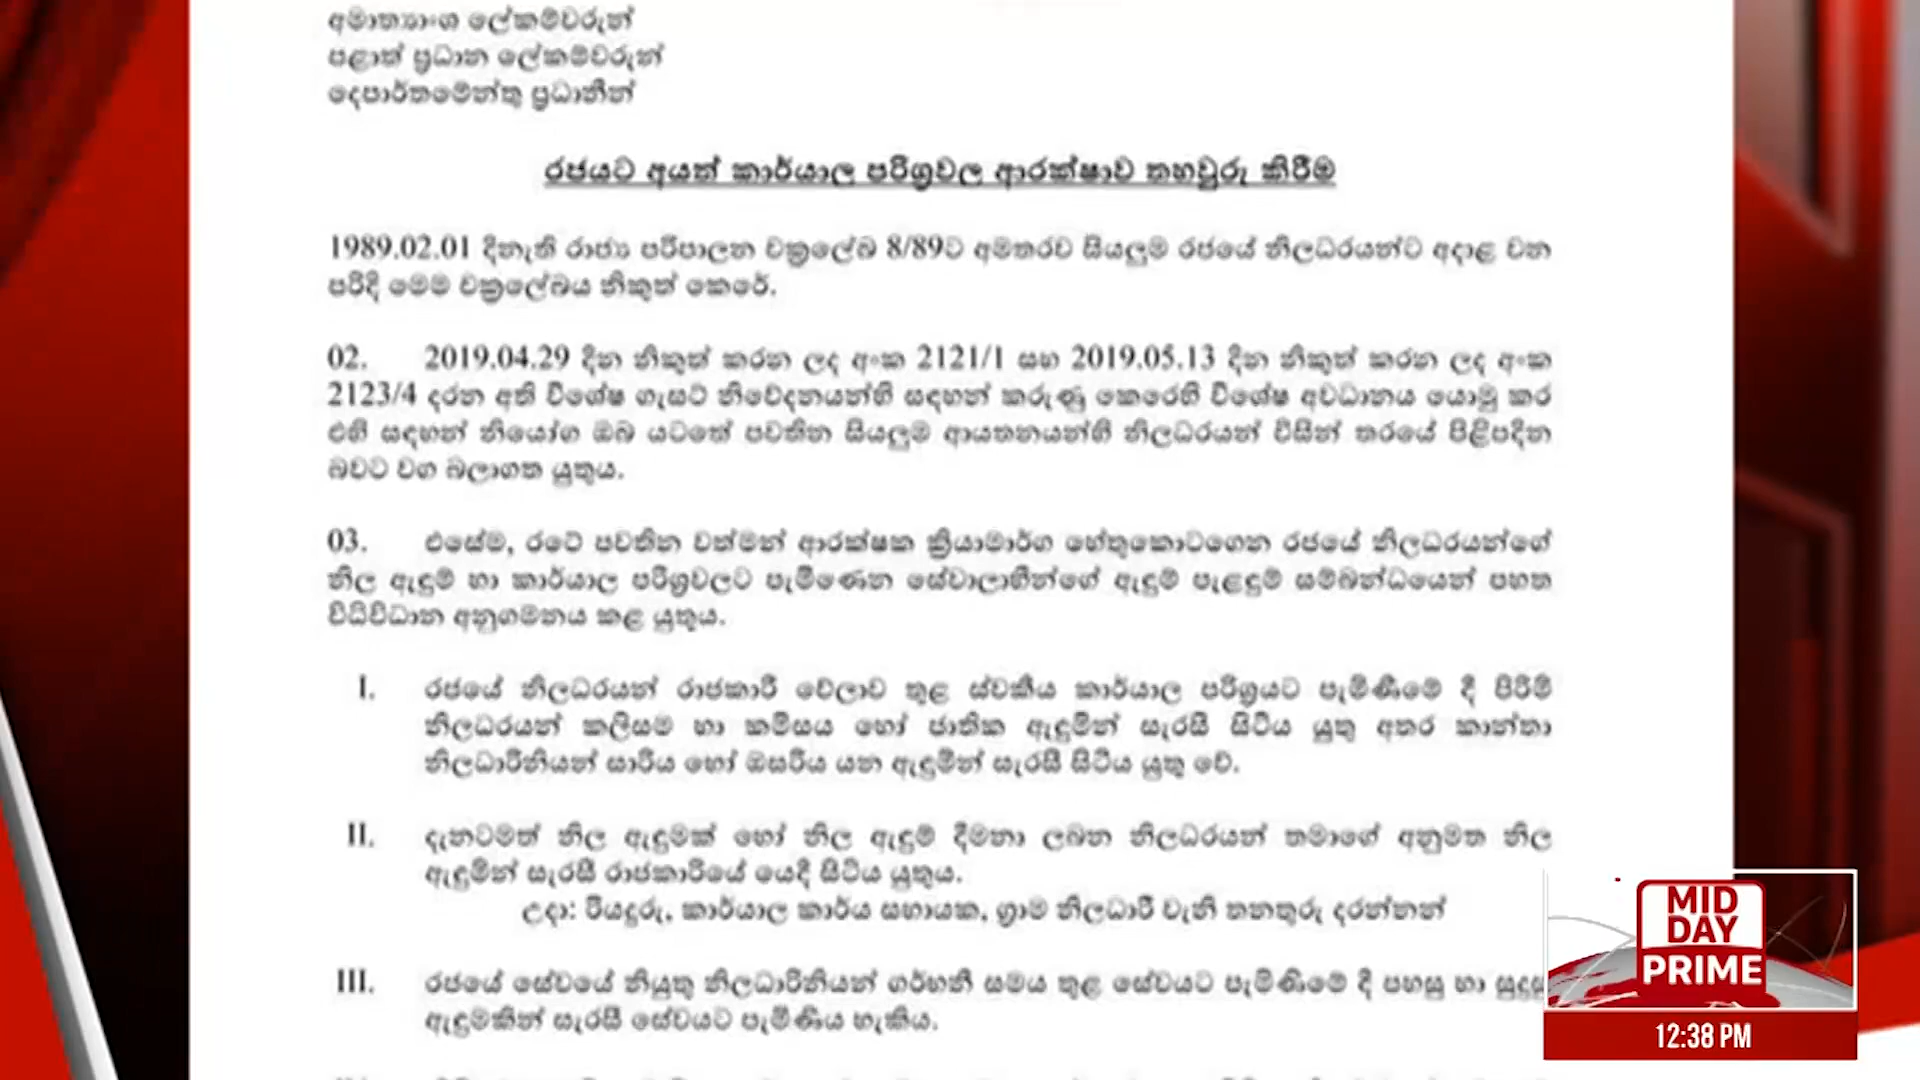 අමාත්‍යාංශ ලේකම්වරුන්
පළාත් ප්‍රධාන ලේකම්වරුන්
දෙපාර්තමේන්තු ප්‍රධානීන්
රජයට අයත් කාර්යාල පරිශ්‍රවල ආරක්ෂාව තහවුරු කිරීම
1989.02.01 දිනැති රාජ්‍ය පරිපාලන චක්‍රලේඛ 8/89ට අමතරව සියලුම රජයේ නිලධරයන්ට අදාළ වන
පරිදි මෙම චක්‍රලේඛය නිකුත් කෙරේ.
02. 2019.04.29 දින නිකුත් කරන ලද අංක 2121/1 සහ 2019.05.13 දින නිකුත් කරන ලද අංක
2123/4 දරන අති විශේෂ ගැසට් නිවේදනයන්හි සඳහන් කරුණු කෙරෙහි විශේෂ අවධානය යොමු කර
එහි සඳහන් නියෝග ඔබ යටතේ පවතින සියලුම ආයතනයන්හි නිලධරයන් විසින් තරයේ පිළිපදින
බවට වග බලාගත යුතුය.
03. එසේම, රටේ පවතින වත්මන් ආරක්ෂක ක්‍රියාමාර්ග හේතුකොටගෙන රජයේ නිලධරයන්ගේ
නිල ඇඳුම් හා කාර්යාල පරිශ්‍රවලට පැමිණෙන සේවාලාභීන්ගේ ඇඳුම් පැළඳුම් සම්බන්ධයෙන් පහත
විධිවිධාන අනුගමනය කළ යුතුය.
I. රජයේ නිලධරයන් රාජකාරී වේලාව තුළ ස්වකීය කාර්යාල පරිශ්‍රයට පැමිණීමේ දී පිරිමි
නිලධරයන් කලිසම හා කමිසය හෝ ජාතික ඇඳුමින් සැරසී සිටිය යුතු අතර කාන්තා
නිලධාරිනියන් සාරිය හෝ ඔසරිය යන ඇඳුමින් සැරසී සිටිය යුතු වේ.
II. දැනටමත් නිල ඇඳුමක් හෝ නිල ඇඳුම් දීමනා ලබන නිලධරයන් තමාගේ අනුමත නිල
ඇඳුමින් සැරසී රාජකාරියේ යෙදී සිටිය යුතුය.
උදා: රියදුරු, කාර්යාල කාර්ය සහායක, ග්‍රාම නිලධාරී වැනි තනතුරු දරන්නන්
III. රජයේ සේවයේ නියුතු නිලධාරිනියන් ගර්භනී සමය තුළ සේවයට පැමිණීමේ දී පහසු හා
ඇඳුමකින් සැරසී සේවයට පැමිණිය හැකිය.
MID
DAY
PRIME
12:38 PM